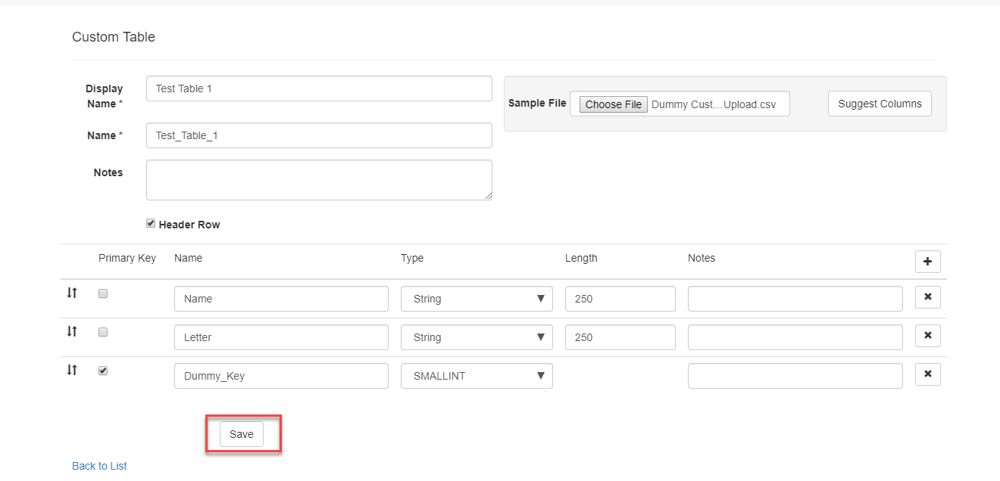 Custom Table
Display
Name *
Test Table 1
Sample File
Choose File
Dummy Cust…Upload.csv
Suggest Columns
Name *
Test_Table_1
Notes
Header Row
Primary Key
Name
Type
Length
Notes
Name
String
250
Letter
String
250
Dummy_Key
SMALLINT
Save
Back to List